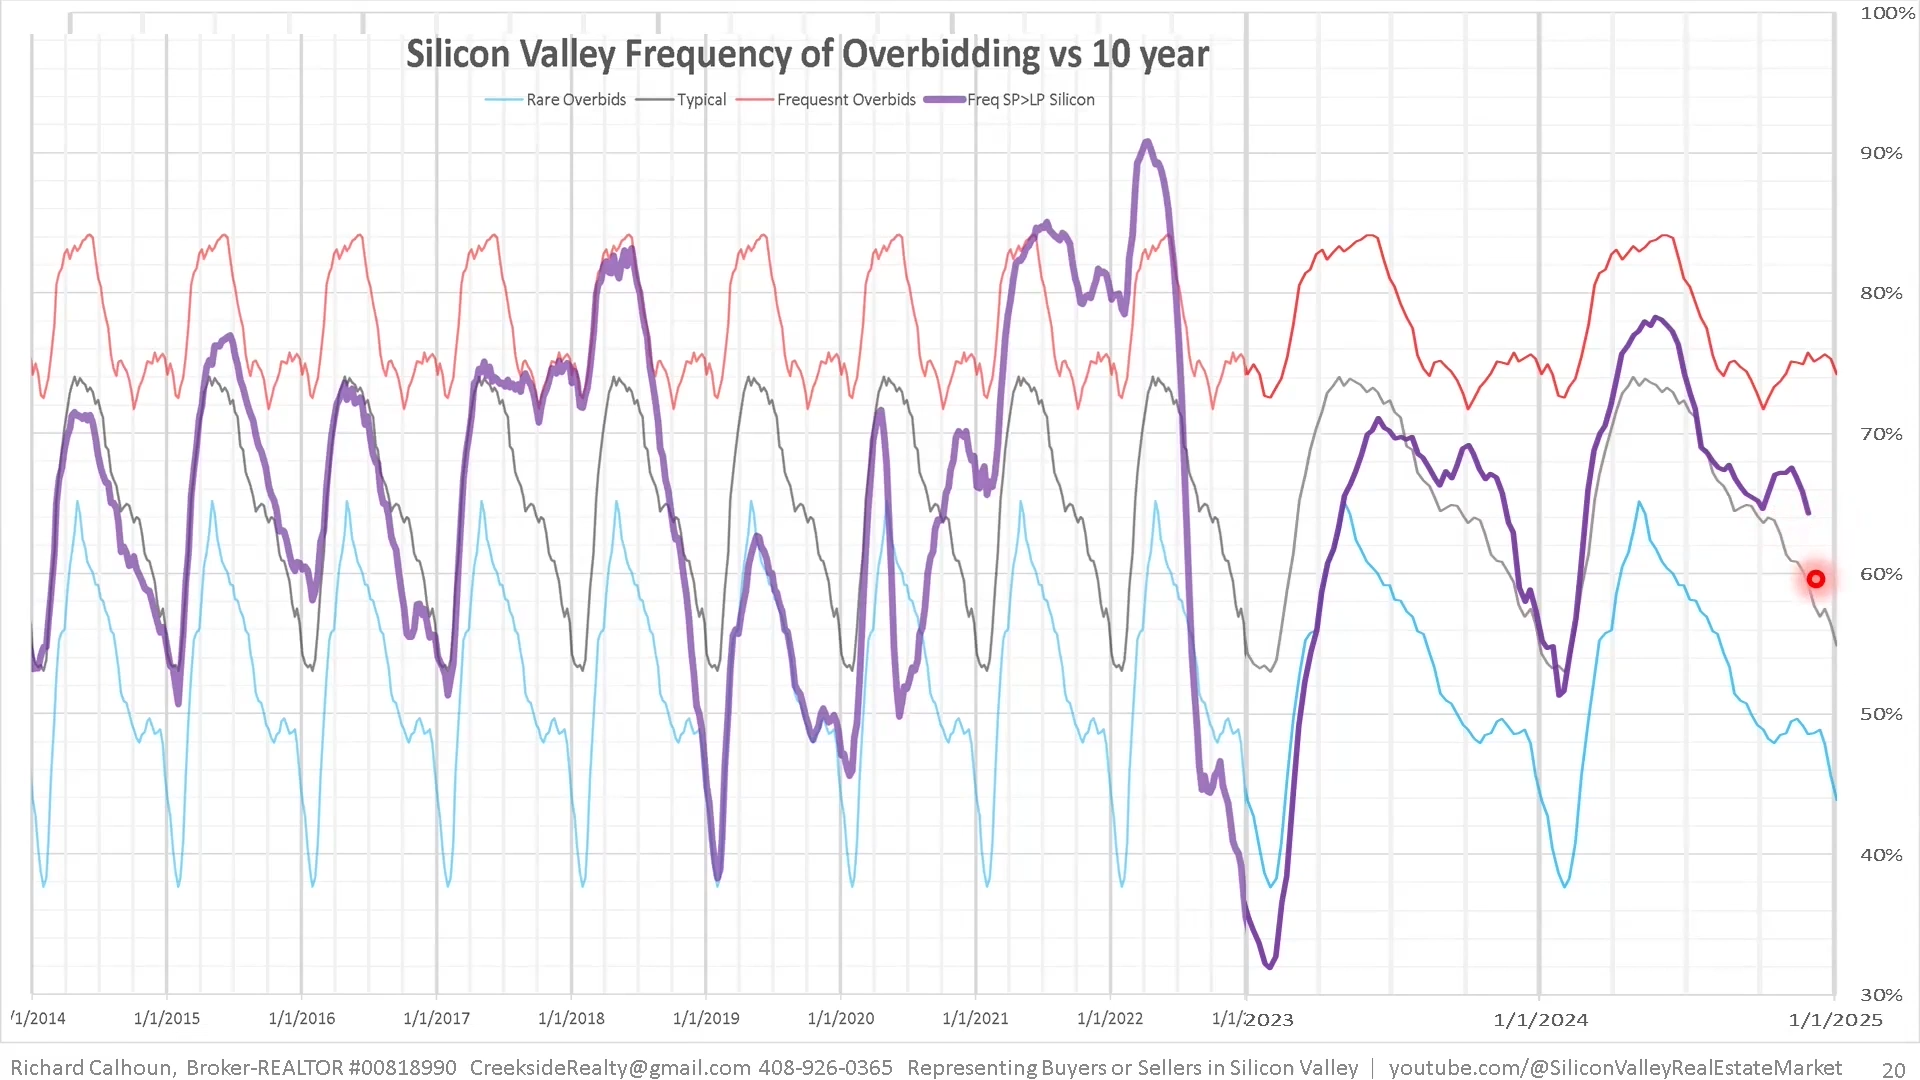 Silicon Valley Frequency of Overbidding vs 10 year
Rare Overbids Typical Frequesnt Overbids Freq SP>LP Silicon
100%
90%
80%
70%
60%
50%
40%
30%
/1/2014 1/1/2015 1/1/2016 1/1/2017 1/1/2018 1/1/2019 1/1/2020 1/1/2021 1/1/2022 1/1/2023 1/1/2024 1/1/2025
Richard Calhoun, Broker-REALTOR #00818990 CreeksideRealty@gmail.com 408-926-0365 Representing Buyers or Sellers in Silicon Valley | youtube.com/@SiliconValleyRealEstateMarket 20